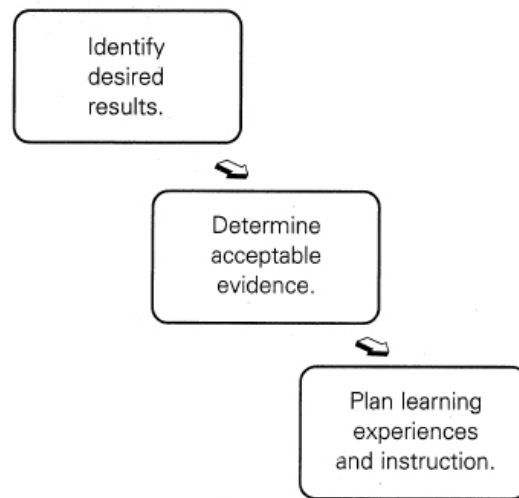 Identify
desired
results.
Determine
acceptable
evidence.
Plan learning
experiences
and instruction.